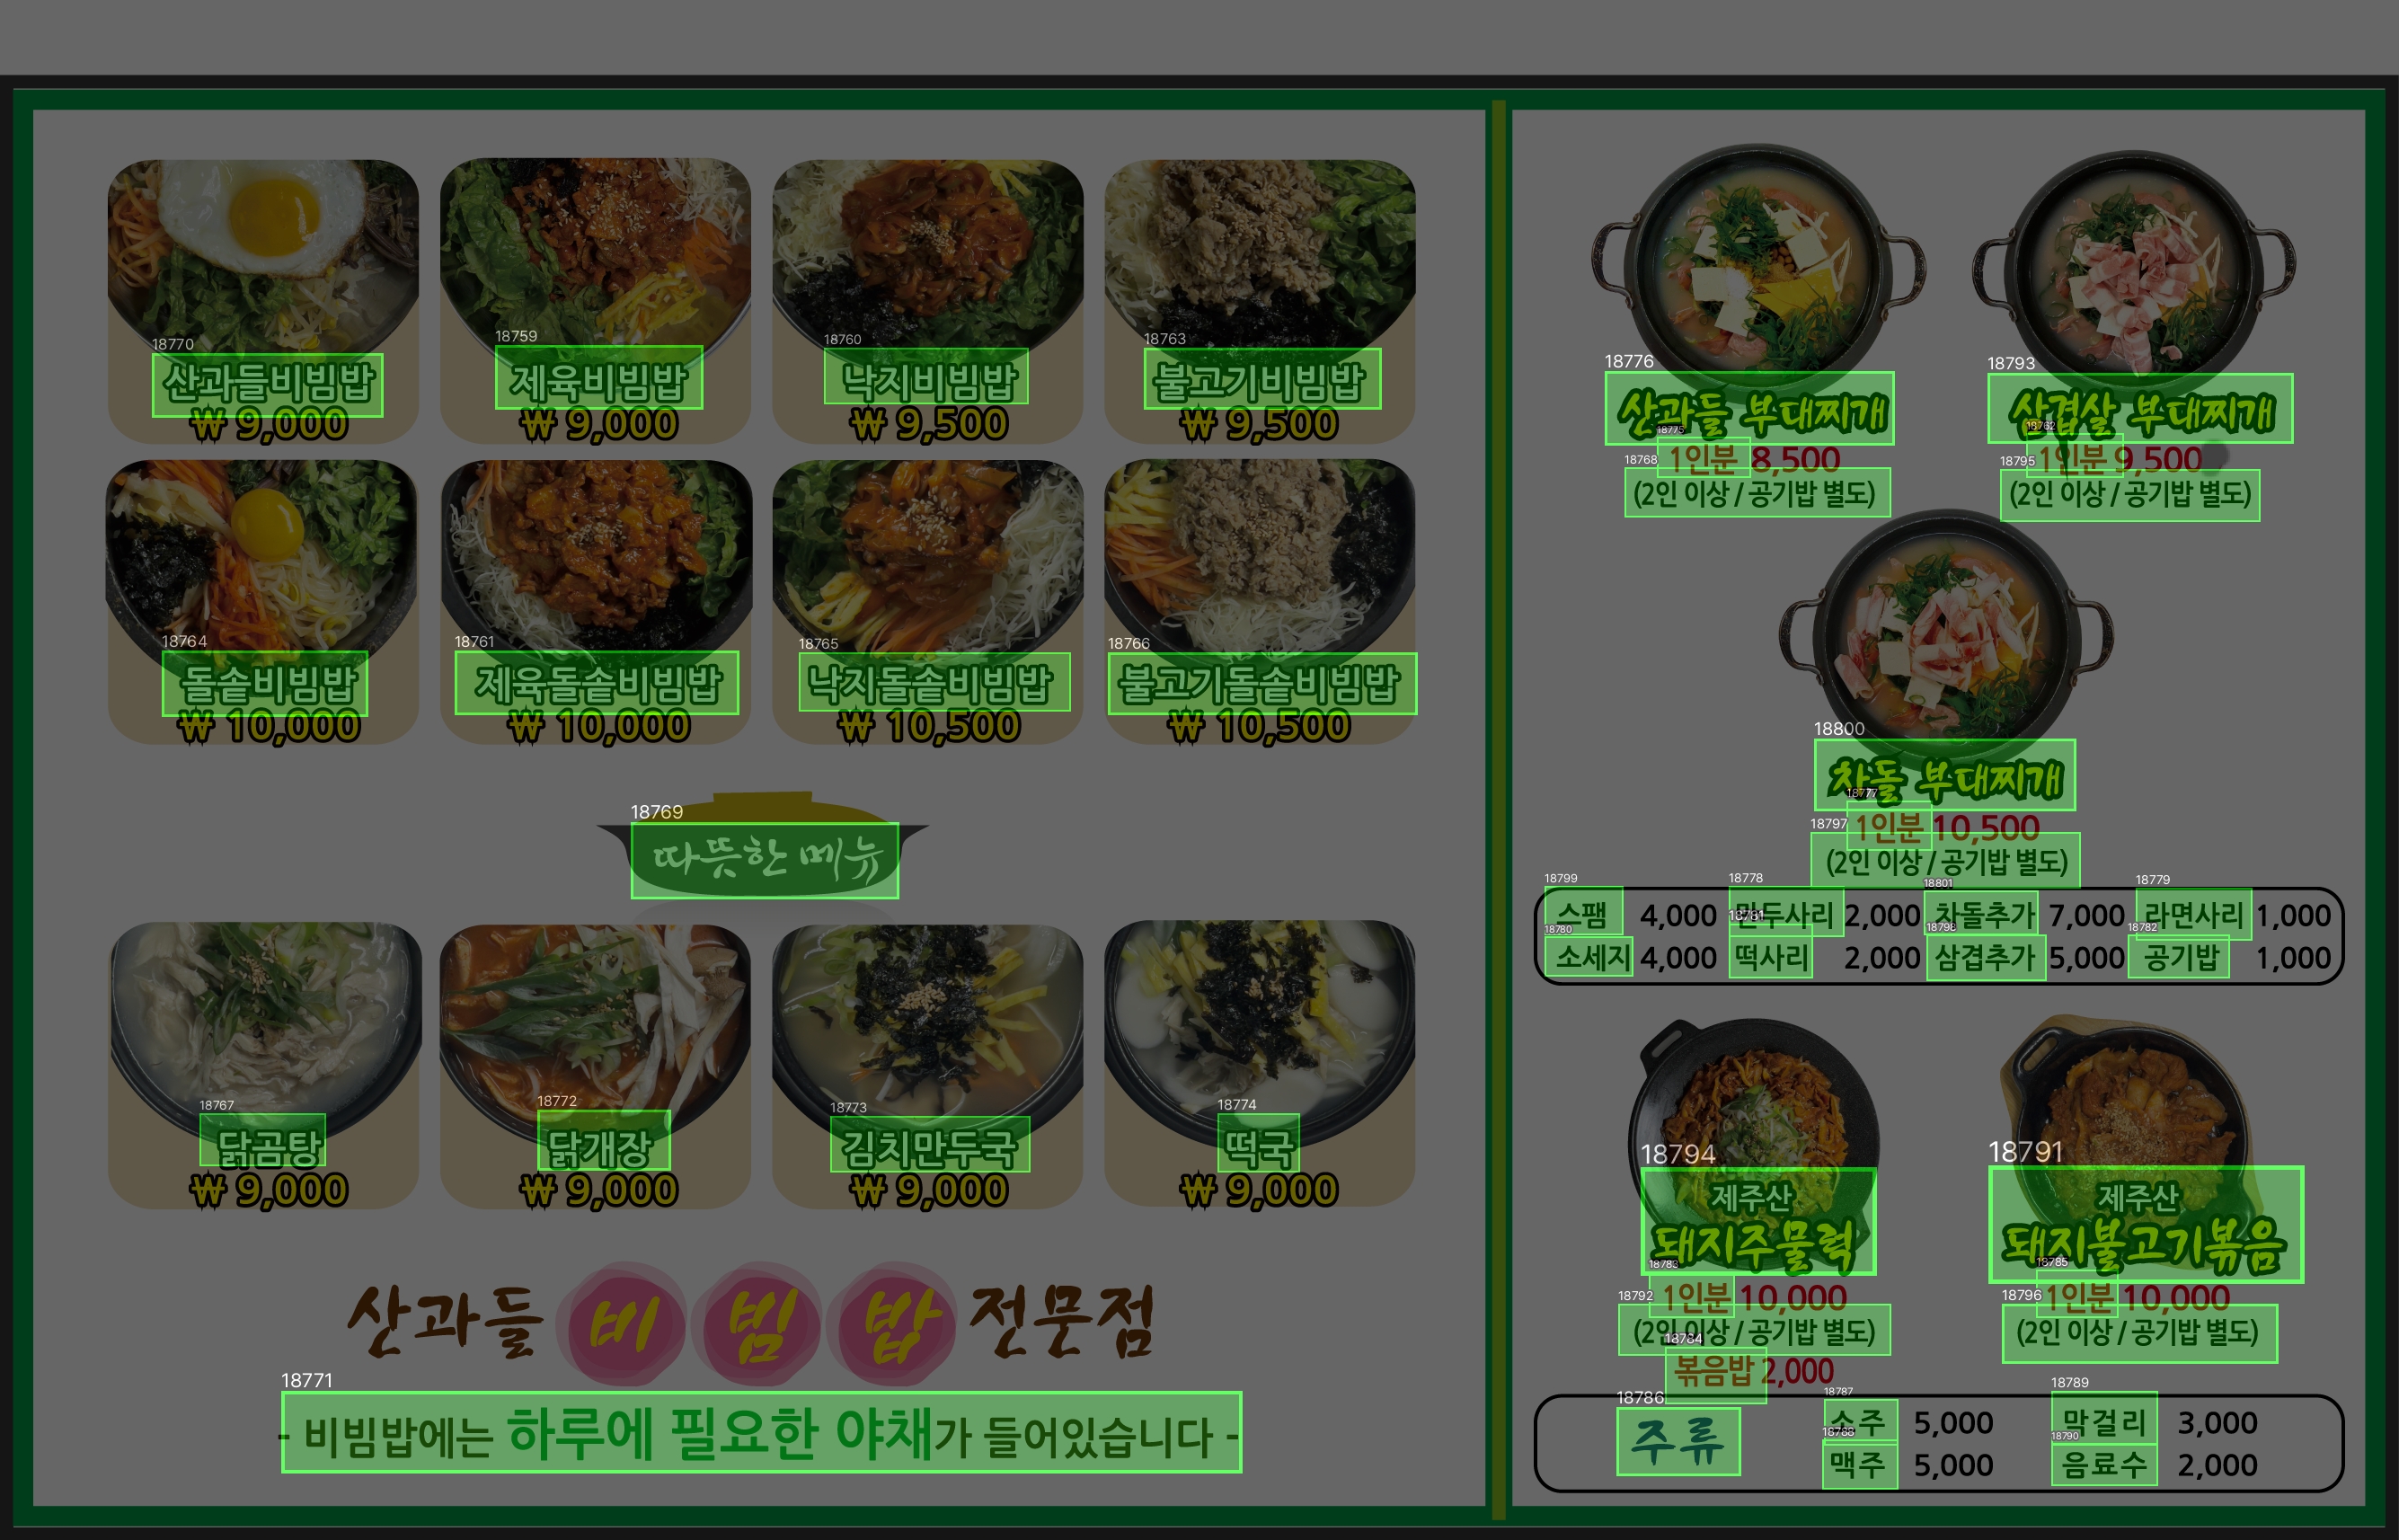 산과들비빔밥
₩ 9,000
제육비빔밥
₩ 9,000
낙지비빔밥
₩ 9,500
불고기비빔밥
₩ 9,500
돌솥비빔밥
₩ 10,000
제육돌솥비빔밥
₩ 10,000
낙지돌솥비빔밥
₩ 10,500
불고기돌솥비빔밥
₩ 10,500
따뜻한 메뉴
닭곰탕
₩ 9,000
닭개장
₩ 9,000
김치만두국
₩ 9,000
떡국
₩ 9,000
산과들 비빔밥 전문점
- 비빔밥에는 하루에 필요한 야채가 들어있습니다 -
산과들 부대찌개
1인분 8,500
(2인 이상 / 공기밥 별도)
삼겹살 부대찌개
1인분 9,500
(2인 이상 / 공기밥 별도)
차돌 부대찌개
1인분 10,500
(2인 이상 / 공기밥 별도)
스팸 4,000 만두사리 2,000 차돌추가 7,000 라면사리 1,000
소세지 4,000 떡사리 2,000 삼겹추가 5,000 공기밥 1,000
제주산
돼지주물럭
1인분 10,000
(2인 이상 / 공기밥 별도)
볶음밥 2,000
제주산
돼지불고기볶음
1인분 10,000
(2인 이상 / 공기밥 별도)
주류
소주 5,000 막걸리 3,000
맥주 5,000 음료수 2,000
18770
18759
18760
18763
18764
18761
18765
18766
18769
18767
18772
18773
18774
18771
18776
18775
18768
18793
18762
18795
18800
18777
18797
18799
18778
18801
18779
18780
18781
18798
18782
18794
18783
18792
18784
18791
18785
18796
18786
18787
18789
18788
18790